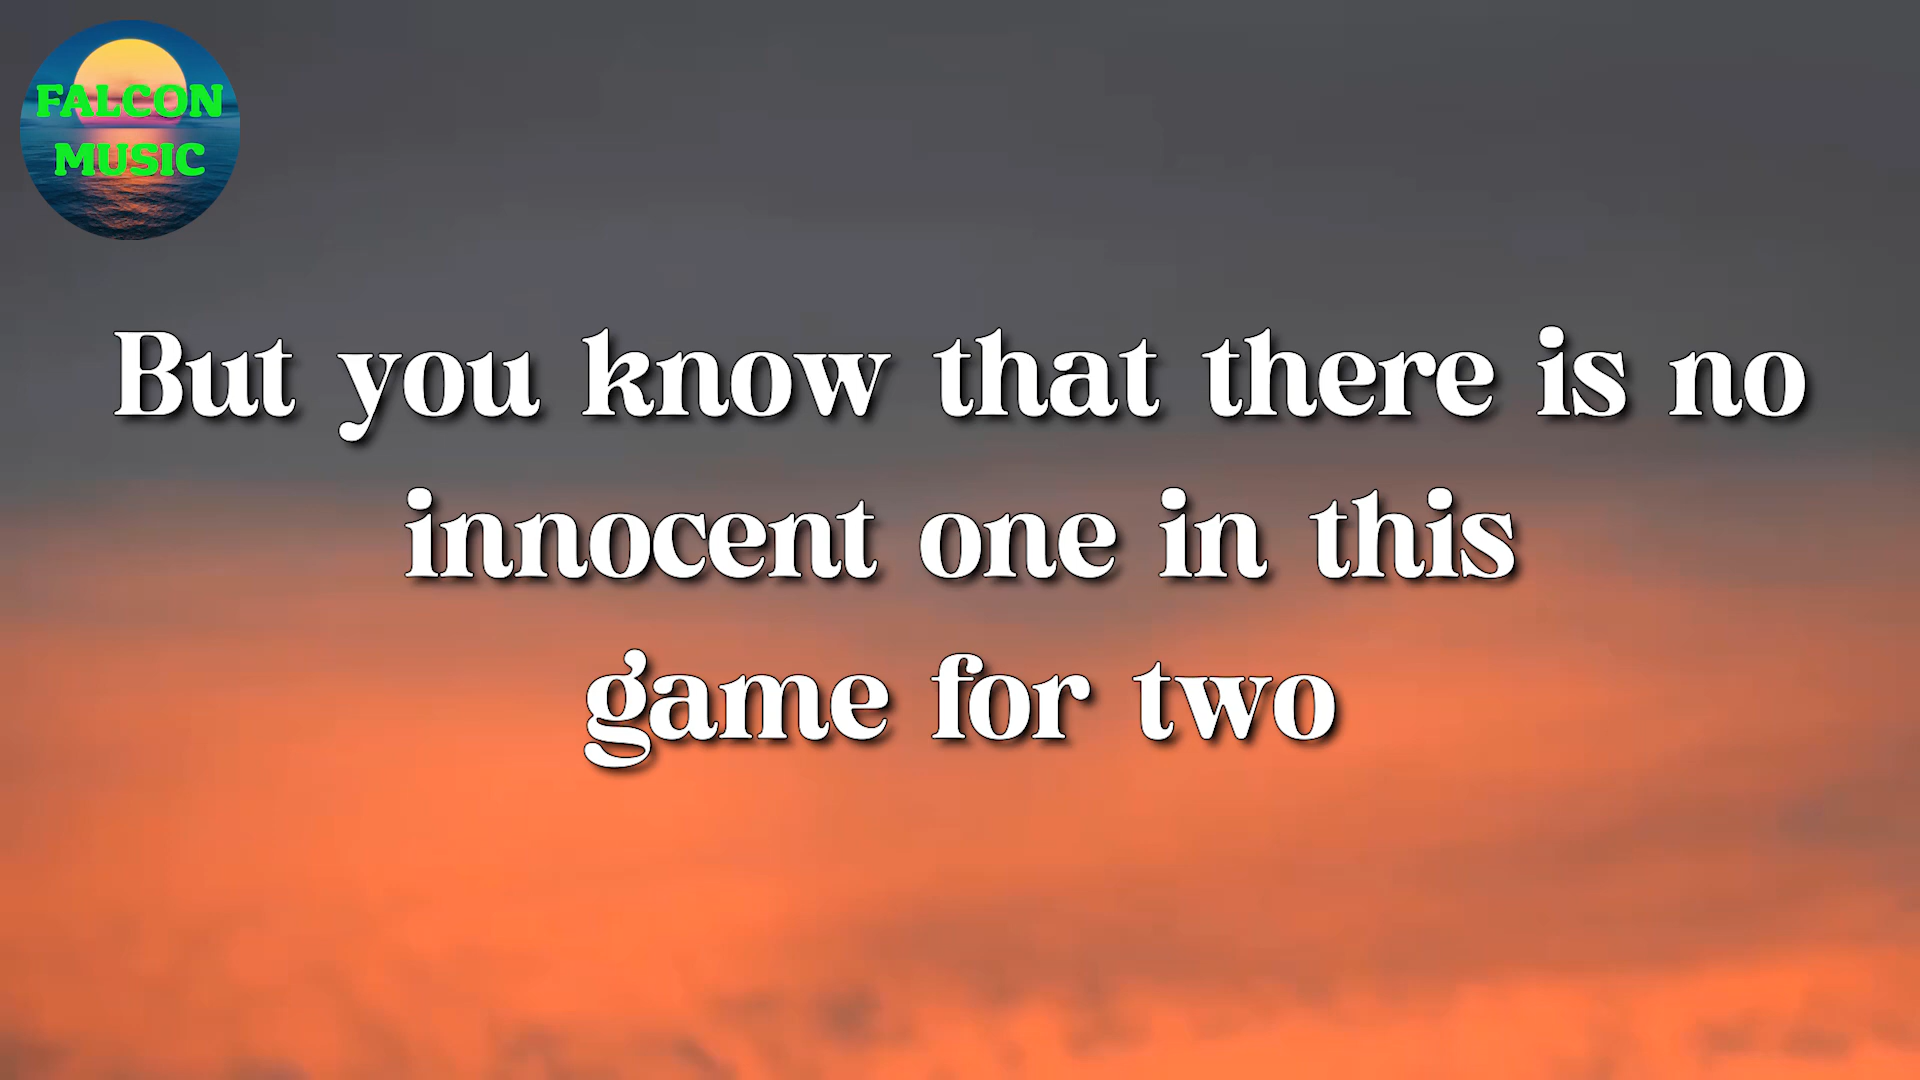 FALCON
MUSIC
But you know that there is no
innocent one in this
game for two